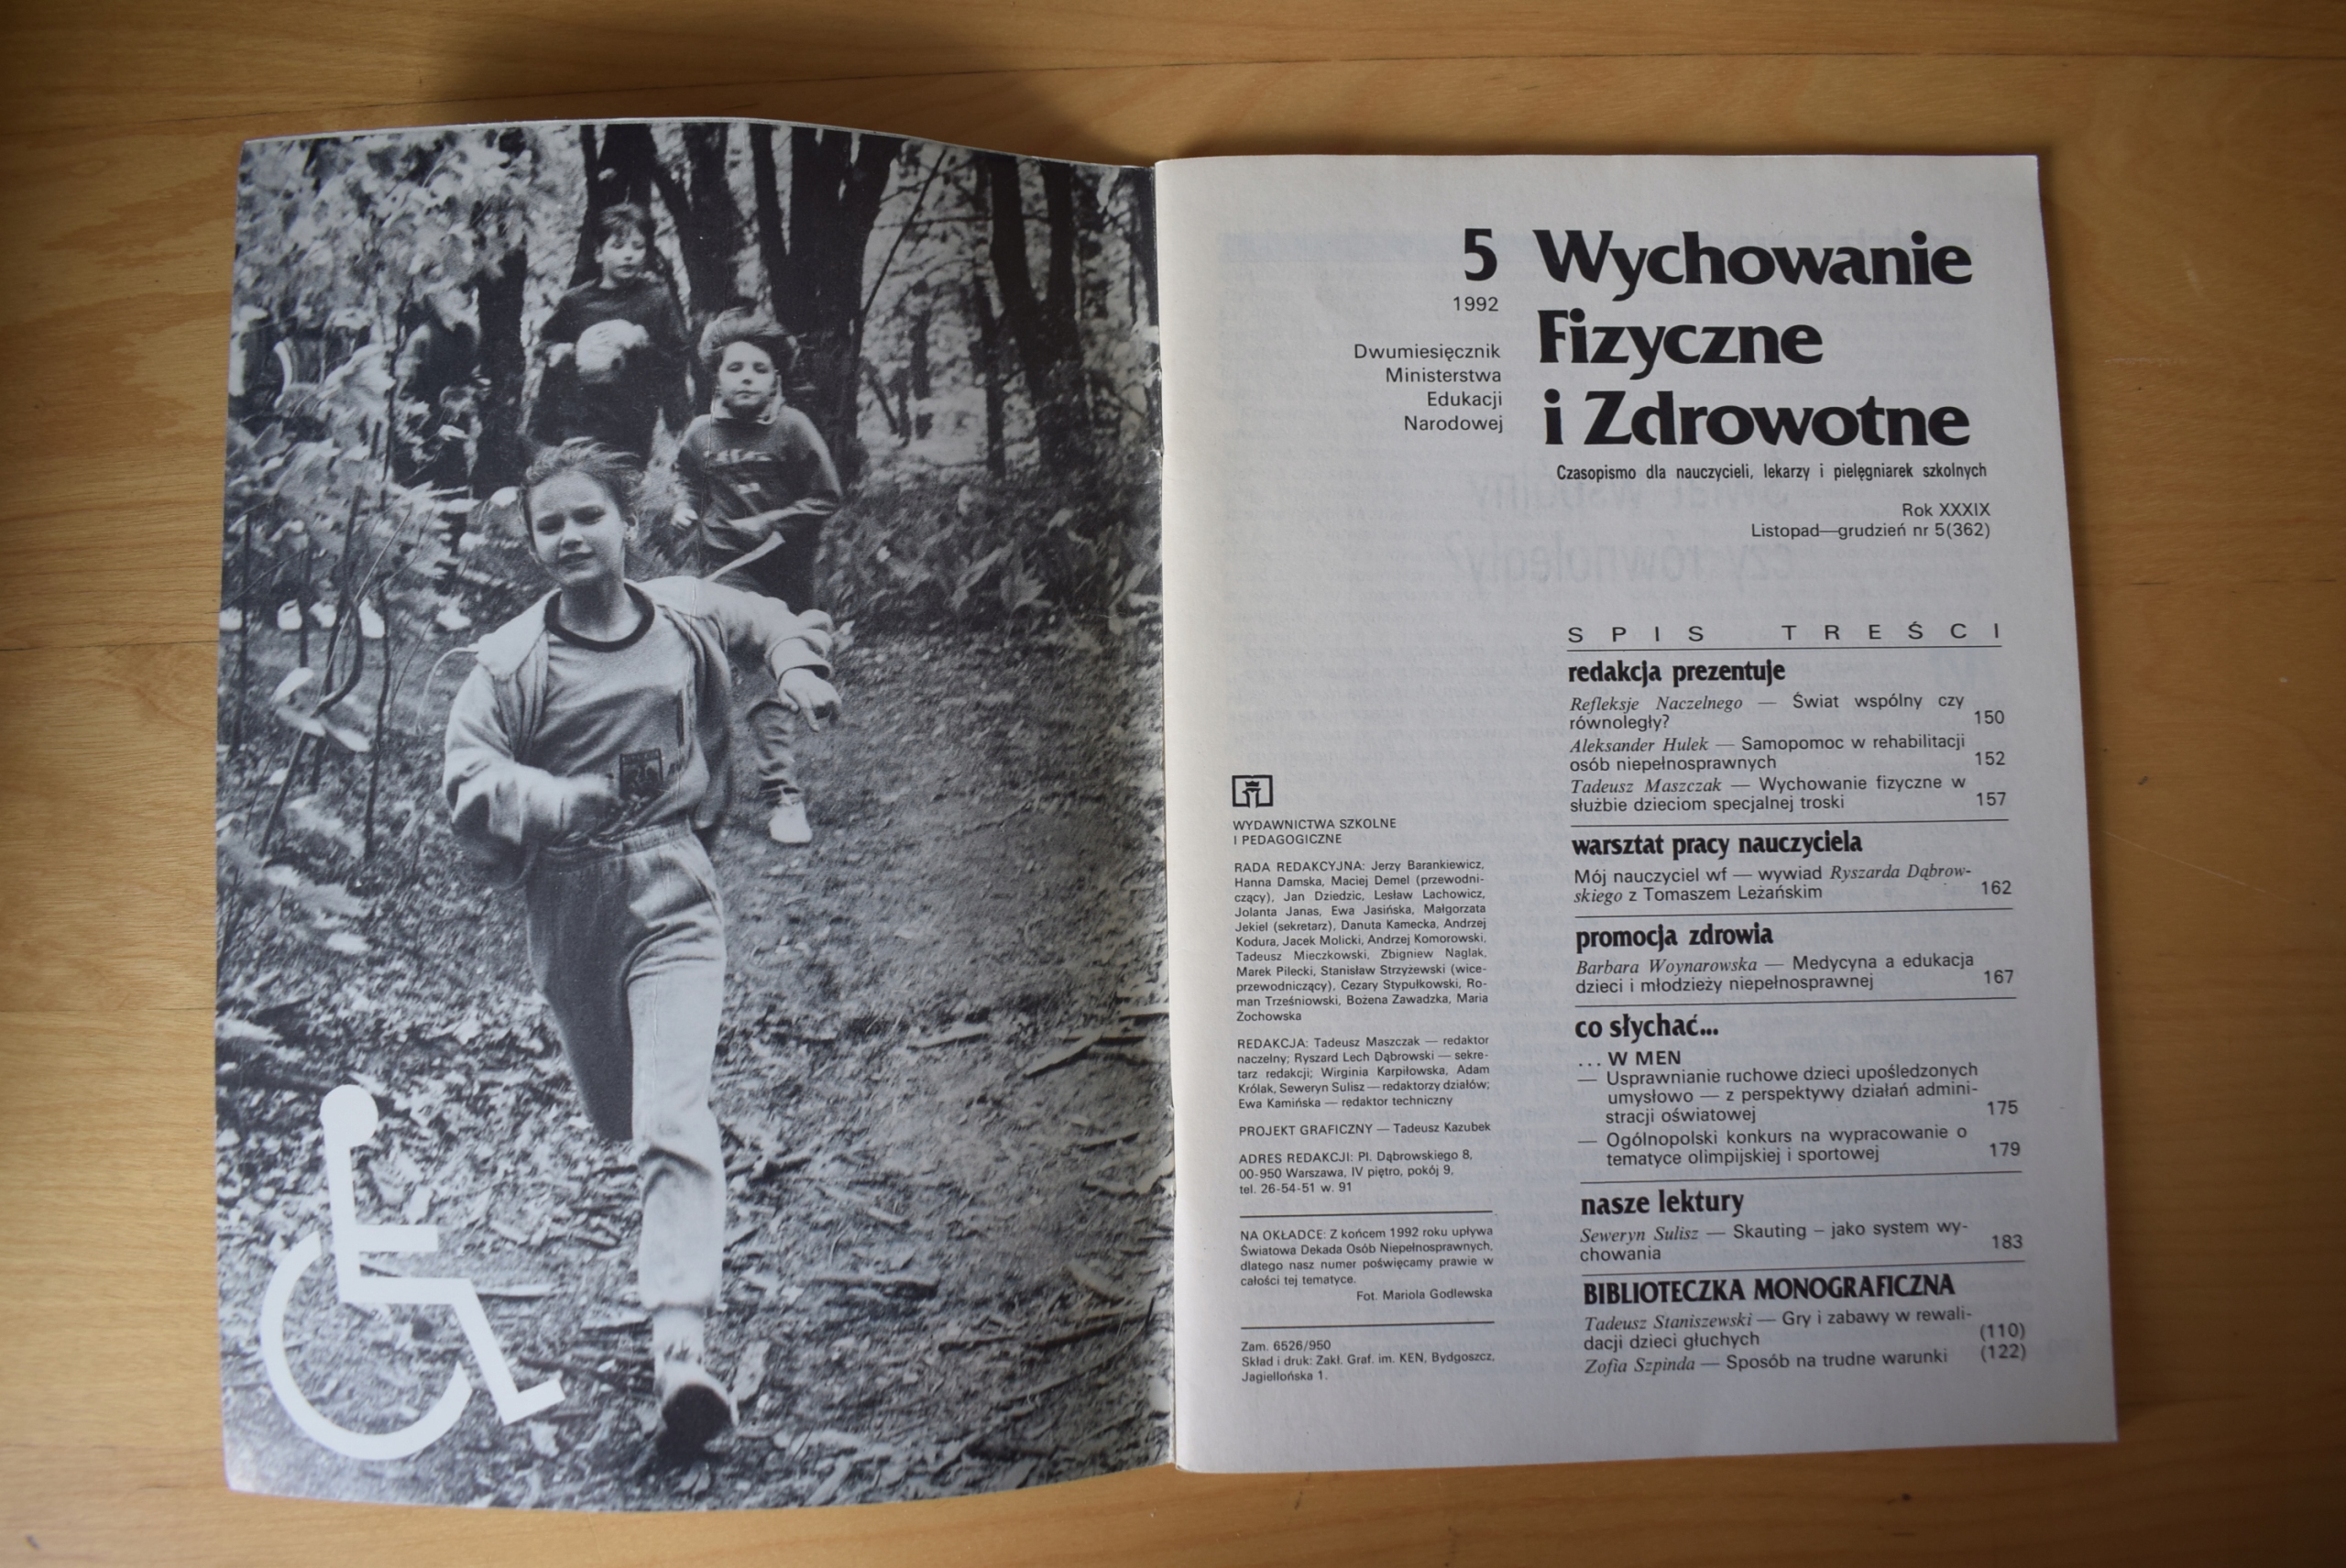 5
1992
Dwumiesięcznik
Ministerstwa
Edukacji
Narodowej
Wychowanie
Fizyczne
i Zdrowotne
Czasopismo dla nauczycieli, lekarzy i pielęgniarek szkolnych
Rok XXXIX
Listopad—grudzień nr 5(362)
WYDAWNICTWA SZKOLNE
I PEDAGOGICZNE
RADA REDAKCYJNA: Jerzy Barankiewicz,
Hanna Damska, Maciej Demel (przewodni-
czący), Jan Dziedzic, Lesław Lachowicz,
Jolanta Janas, Ewa Jasińska, Małgorzata
Jekiel (sekretarz), Danuta Kamecka, Andrzej
Kodura, Jacek Molicki, Andrzej Komorowski,
Tadeusz Mieczkowski, Zbigniew Naglak,
Marek Pilecki, Stanisław Strzyżewski (wice-
przewodniczący), Cezary Stypułkowski, Ro-
man Trześniowski, Bożena Zawadzka, Maria
Żochowska
REDAKCJA: Tadeusz Maszczak — redaktor
naczelny; Ryszard Lech Dąbrowski — sekre-
tarz redakcji; Wirginia Karpiłowska, Adam
Królak, Seweryn Sulisz — redaktorzy działów;
Ewa Kamińska — redaktor techniczny
PROJEKT GRAFICZNY — Tadeusz Kazubek
ADRES REDAKCJI: Pl. Dąbrowskiego 8,
00-950 Warszawa, IV piętro, pokój 9,
tel. 26-54-51 w. 91
NA OKŁADCE: Z końcem 1992 roku upływa
Światowa Dekada Osób Niepełnosprawnych,
dlatego nasz numer poświęcamy prawie w
całości tej tematyce.
Fot. Mariola Godlewska
Zam. 6526/950
Skład i druk: Zakł. Graf. im. KEN, Bydgoszcz,
Jagiellońska 1.
SPIS TREŚCI
redakcja prezentuje
Refleksje Naczelnego — Świat wspólny czy
równoległy? 150
Aleksander Hulek — Samopomoc w rehabilitacji
osób niepełnosprawnych 152
Tadeusz Maszczak — Wychowanie fizyczne w
służbie dzieciom specjalnej troski 157
warsztat pracy nauczyciela
Mój nauczyciel wf — wywiad Ryszarda Dąbrow-
skiego z Tomaszem Leżańskim 162
promocja zdrowia
Barbara Woynarowska — Medycyna a edukacja
dzieci i młodzieży niepełnosprawnej 167
co słychać...
... W MEN
— Usprawnianie ruchowe dzieci upośledzonych
umysłowo — z perspektywy działań admini-
stracji oświatowej 175
— Ogólnopolski konkurs na wypracowanie o
tematyce olimpijskiej i sportowej 179
nasze lektury
Seweryn Sulisz — Skauting – jako system wy-
chowania 183
BIBLIOTECZKA MONOGRAFICZNA
Tadeusz Staniszewski — Gry i zabawy w rewali-
dacji dzieci głuchych (110)
Zofia Szpinda — Sposób na trudne warunki (122)